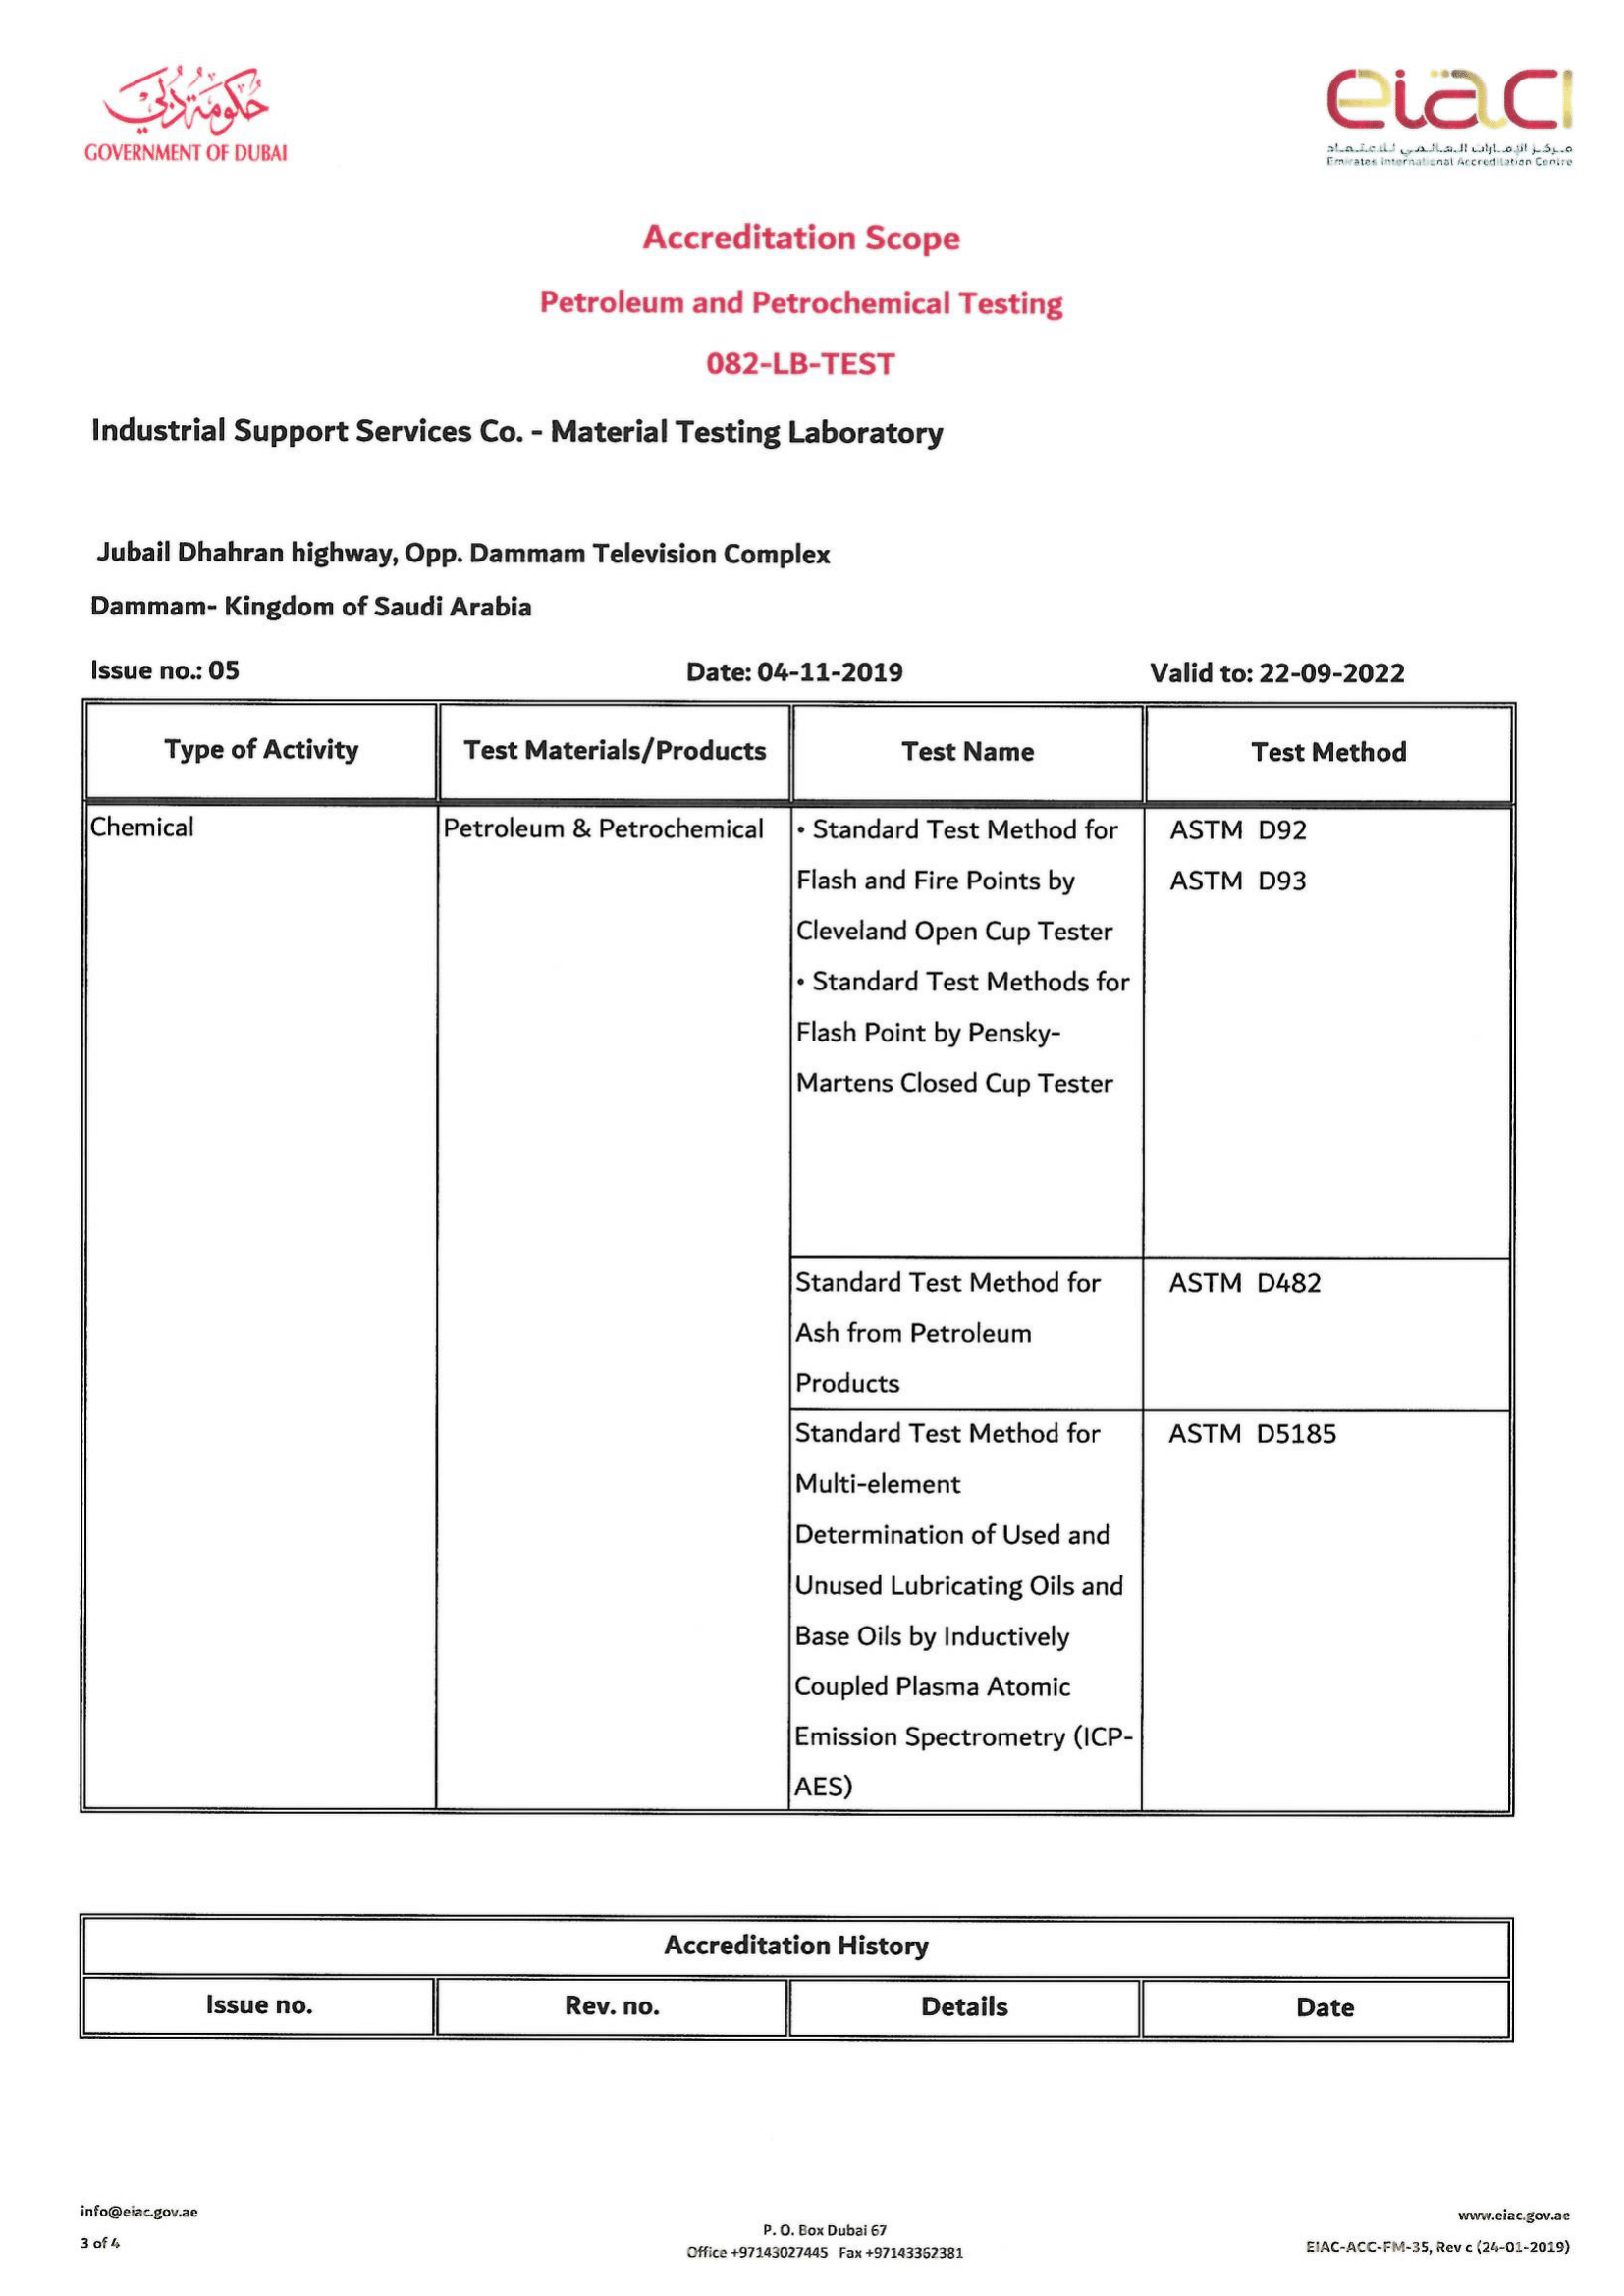 حكومة دبي
GOVERNMENT OF DUBAI
eiac
مركز الإمارات العالمي للاعتماد
Emirates International Accreditation Centre
Accreditation Scope
Petroleum and Petrochemical Testing
082-LB-TEST
Industrial Support Services Co. - Material Testing Laboratory
Jubail Dhahran highway, Opp. Dammam Television Complex
Dammam- Kingdom of Saudi Arabia
Issue no.: 05 Date: 04-11-2019 Valid to: 22-09-2022
Type of Activity Test Materials/Products Test Name Test Method
Chemical Petroleum & Petrochemical • Standard Test Method for ASTM D92
Flash and Fire Points by ASTM D93
Cleveland Open Cup Tester
• Standard Test Methods for
Flash Point by Pensky-
Martens Closed Cup Tester
Standard Test Method for ASTM D482
Ash from Petroleum
Products
Standard Test Method for ASTM D5185
Multi-element
Determination of Used and
Unused Lubricating Oils and
Base Oils by Inductively
Coupled Plasma Atomic
Emission Spectrometry (ICP-
AES)
Accreditation History
Issue no. Rev. no. Details Date
info@eiac.gov.ae www.eiac.gov.ae
P. O. Box Dubai 67
3 of 4 Office +97143027445 Fax +97143362381 EIAC-ACC-FM-35, Rev c (24-01-2019)